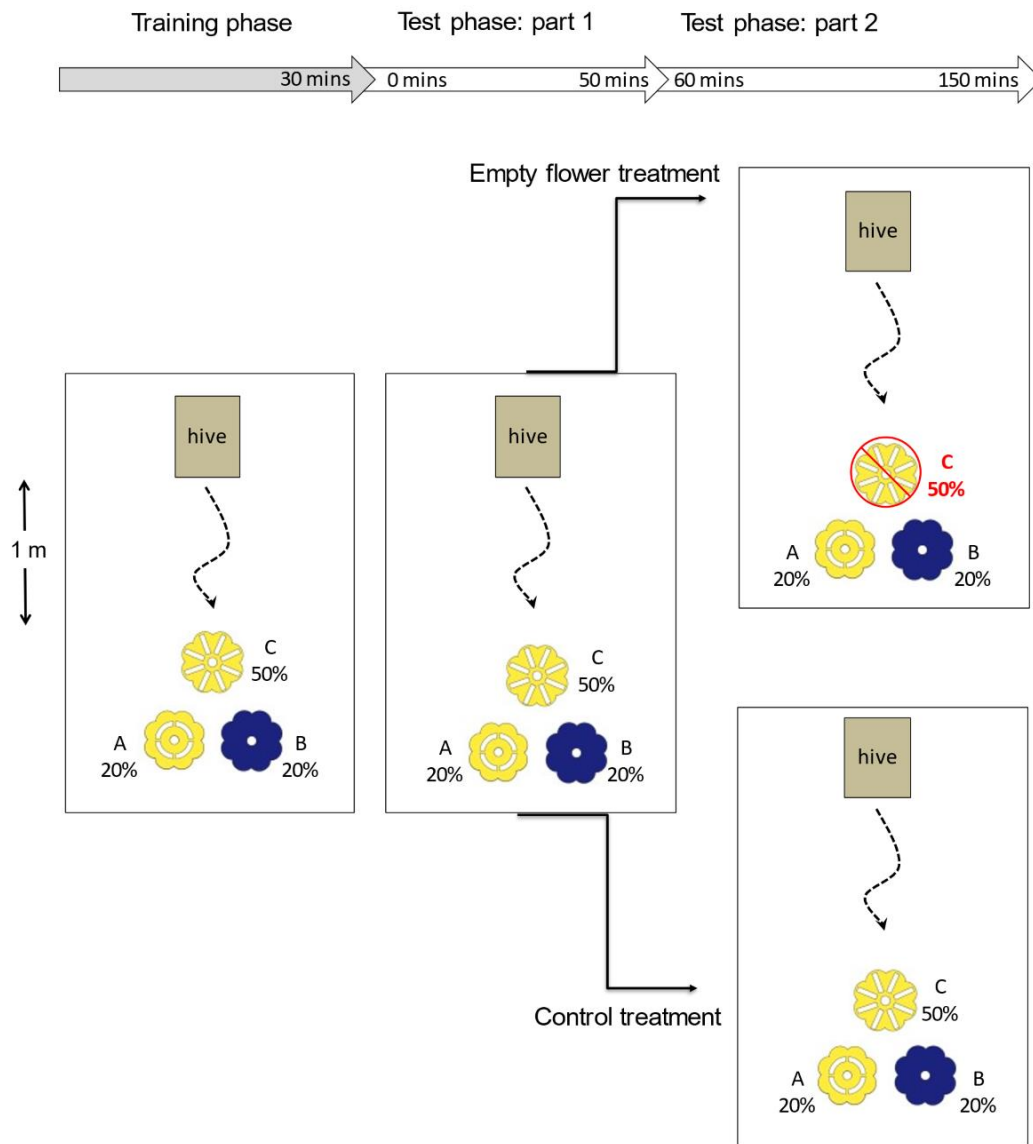 Training phase
Test phase: part 1
Test phase: part 2
30 mins
0 mins
50 mins
60 mins
150 mins
Empty flower treatment
hive
C
50%
A
20%
B
20%
1 m
hive
C
50%
A
20%
B
20%
hive
C
50%
A
20%
B
20%
Control treatment
hive
C
50%
A
20%
B
20%